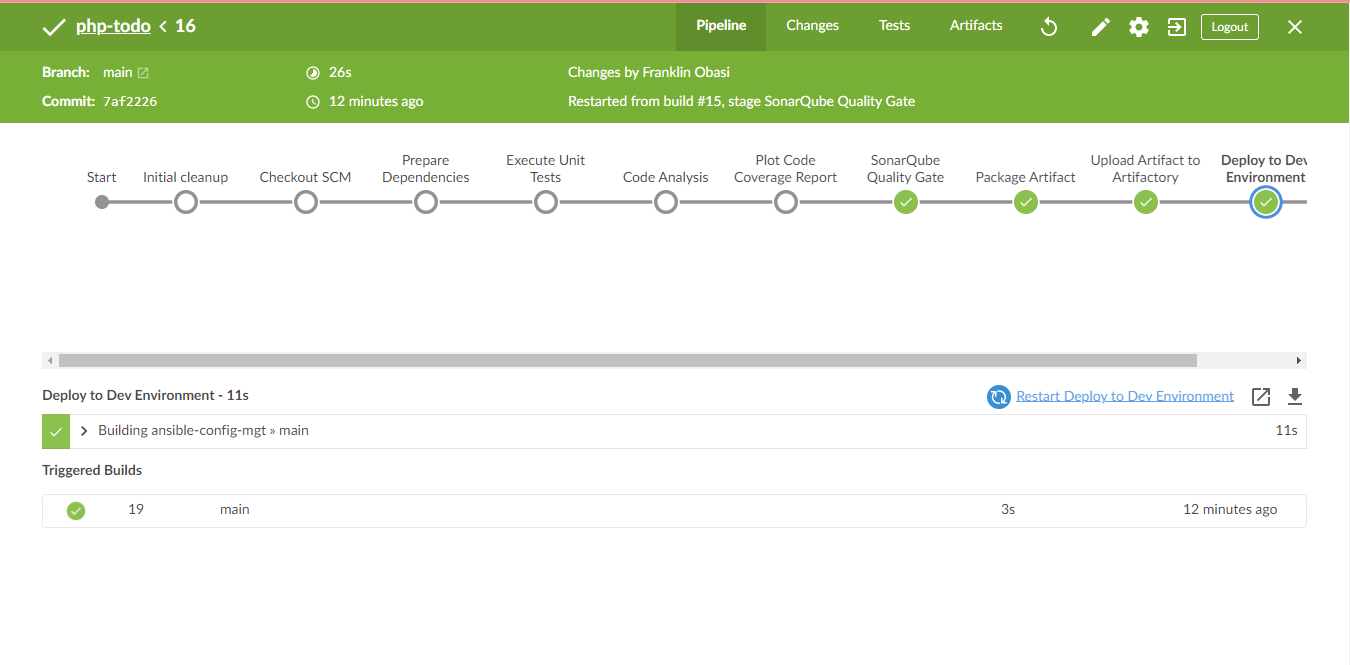 php-todo < 16
Pipeline
Changes
Tests
Artifacts
Logout
Branch: main
26s
Changes by Franklin Obasi
Commit: 7af2226
12 minutes ago
Restarted from build #15, stage SonarQube Quality Gate
Start
Initial cleanup
Checkout SCM
Prepare
Dependencies
Execute Unit
Tests
Code Analysis
Plot Code
Coverage Report
SonarQube
Quality Gate
Package Artifact
Upload Artifact to
Artifactory
Deploy to Dev
Environment
Deploy to Dev Environment - 11s
Restart Deploy to Dev Environment
Building ansible-config-mgt » main
11s
Triggered Builds
19
main
3s
12 minutes ago